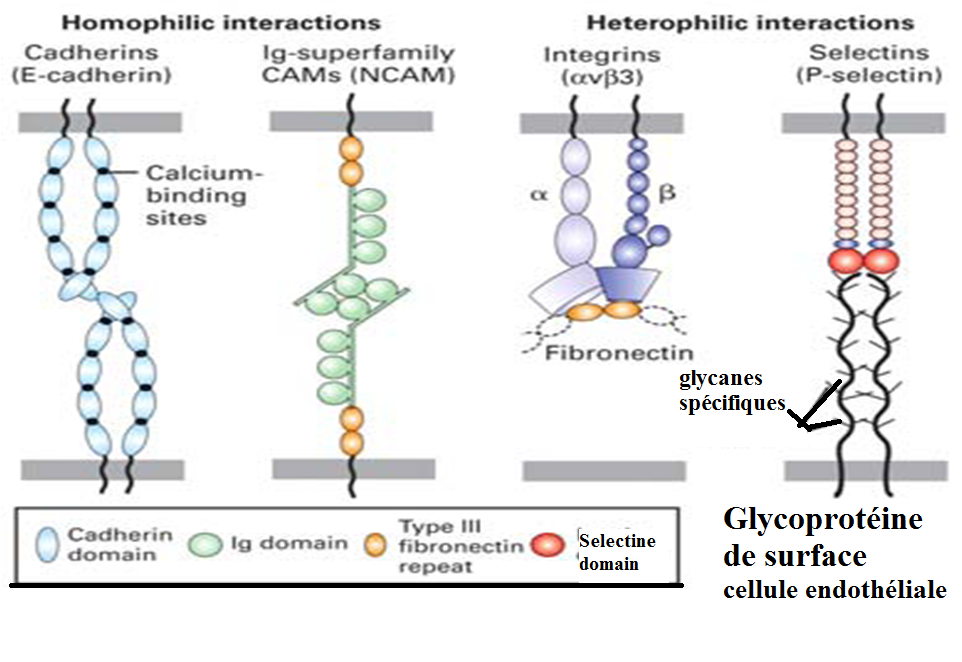 Homophilic interactions
Heterophilic interactions
Cadherins
(E-cadherin)
Ig-superfamily
CAMs (NCAM)
Integrins
(αvβ3)
Selectins
(P-selectin)
Calcium-
binding
sites
α
β
Fibronectin
glycanes
spécifiques
Glycoprotéine
de surface
cellule endothéliale
Cadherin
domain
Ig domain
Type III
fibronectin
repeat
Selectine
domain